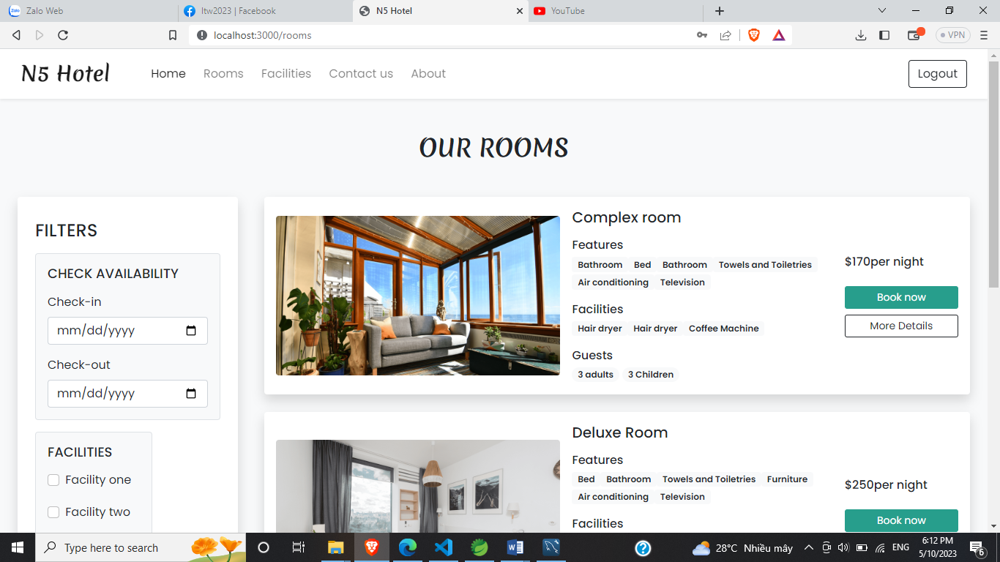 Zalo Web
ltw2023 | Facebook
N5 Hotel
YouTube
localhost:3000/rooms
VPN
N5 Hotel
Home Rooms Facilities Contact us About
Logout
OUR ROOMS
FILTERS
CHECK AVAILABILITY
Check-in
mm/dd/yyyy
Check-out
mm/dd/yyyy
FACILITIES
Facility one
Facility two
Complex room
Features
Bathroom Bed Bathroom Towels and Toiletries
Air conditioning Television
Facilities
Hair dryer Hair dryer Coffee Machine
Guests
3 adults 3 Children
$170per night
Book now
More Details
Deluxe Room
Features
Bed Bathroom Towels and Toiletries Furniture
Air conditioning Television
Facilities
$250per night
Book now
Type here to search
28°C Nhiều mây
ENG
6:12 PM
5/10/2023
6